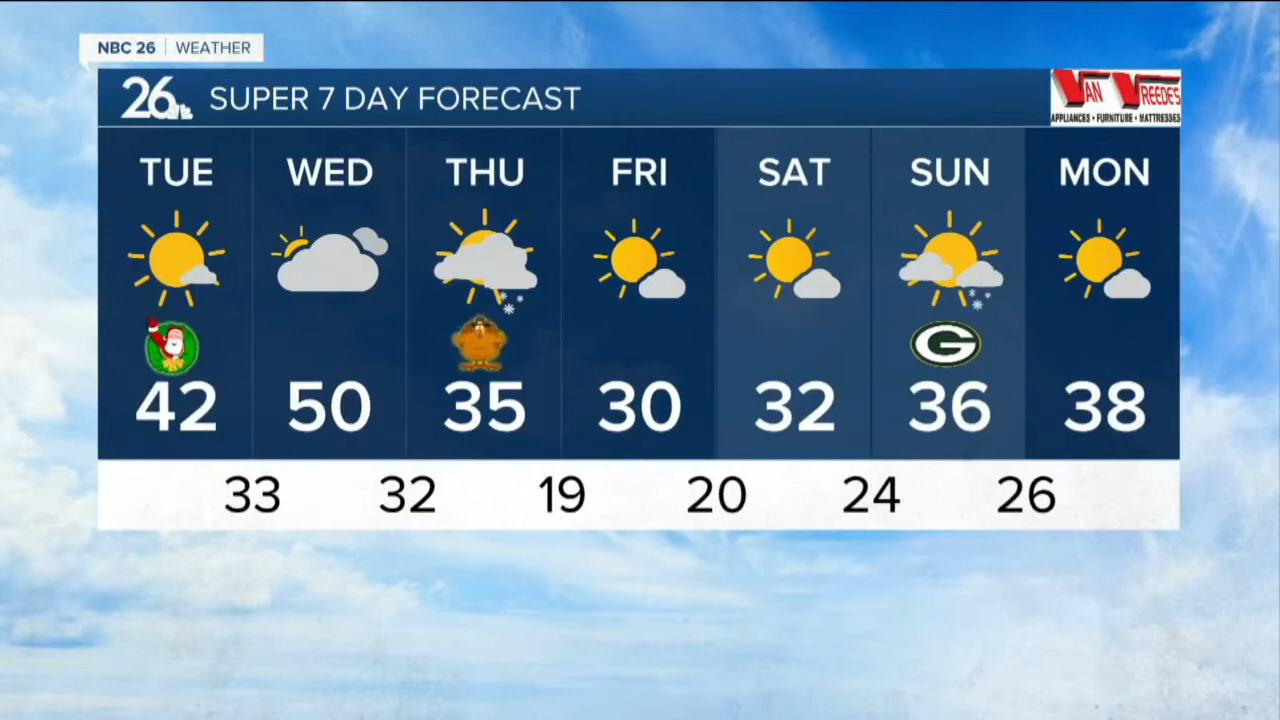 NBC 26 | WEATHER
26 SUPER 7 DAY FORECAST
VAN VREEDE'S
APPLIANCES • FURNITURE • MATTRESSES
TUE WED THU FRI SAT SUN MON
G
42 50 35 30 32 36 38
33 32 19 20 24 26